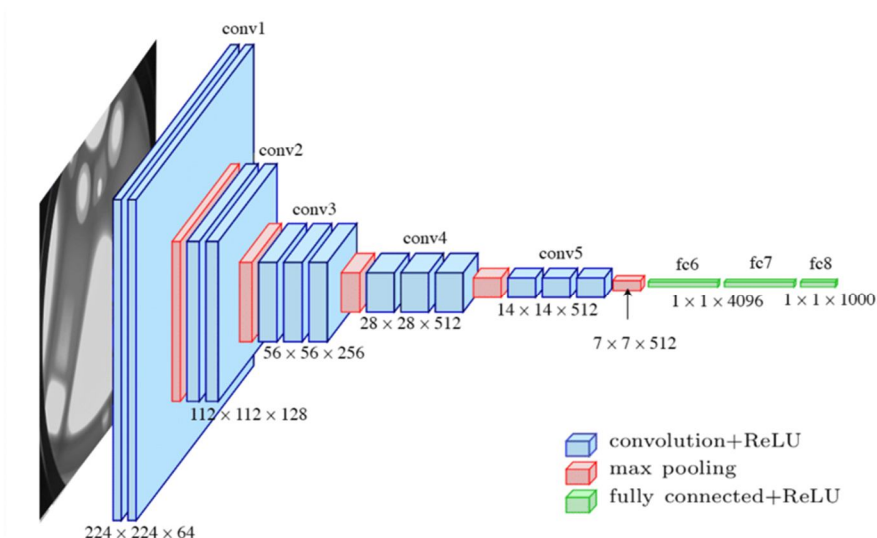 conv1
conv2
conv3
conv4
conv5
fc6
fc7
fc8
1 × 1 × 4096
1 × 1 × 1000
14 × 14 × 512
28 × 28 × 512
7 × 7 × 512
56 × 56 × 256
112 × 112 × 128
224 × 224 × 64
convolution+ReLU
max pooling
fully connected+ReLU